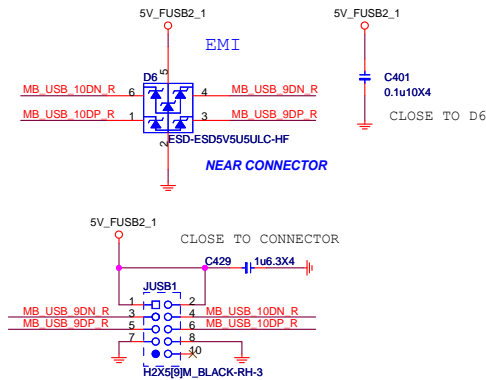 5V_FUSB2_1
5V_FUSB2_1
EMI
5
D6
C401
0.1u10X4
MB_USB_10DN_R 6 4 MB_USB_9DN_R
MB_USB_10DP_R 1 3 MB_USB_9DP_R
CLOSE TO D6
ESD-ESD5V5U5ULC-HF
2
NEAR CONNECTOR
5V_FUSB2_1
CLOSE TO CONNECTOR
C429 1u6.3X4
JUSB1
1 2
MB_USB_9DN_R 3 4 MB_USB_10DN_R
MB_USB_9DP_R 5 6 MB_USB_10DP_R
7 8
10
H2X5[9]M_BLACK-RH-3